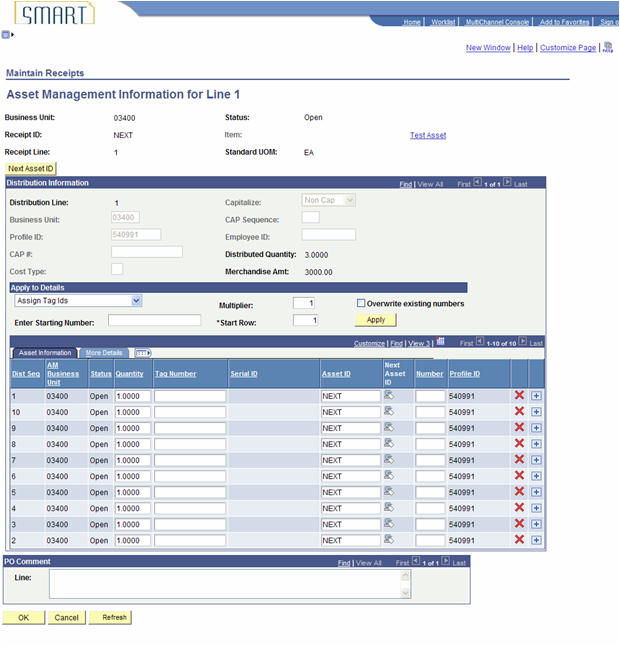 SMART
Home | Worklist | MultiChannel Console | Add to Favorites | Sign o
New Window | Help | Customize Page |
Maintain Receipts
Asset Management Information for Line 1
Business Unit: 03400 Status: Open
Receipt ID: NEXT Item: Test Asset
Receipt Line: 1 Standard UOM: EA
Next Asset ID
Distribution Information Find | View All First 1 of 1 Last
Distribution Line: 1 Capitalize: Non Cap
Business Unit: 03400 CAP Sequence:
Profile ID: 540991 Employee ID:
CAP #: Distributed Quantity: 3.0000
Cost Type: Merchandise Amt: 3000.00
Apply to Details
Assign Tag Ids Multiplier: 1 Overwrite existing numbers
Enter Starting Number: *Start Row: 1 Apply
Customize | Find | View 3 | First 1-10 of 10 Last
Asset Information More Details
Dist Seq AM Business Unit Status Quantity Tag Number Serial ID Asset ID Next Asset ID Number Profile ID
1 03400 Open 1.0000 NEXT 540991
10 03400 Open 1.0000 NEXT 540991
9 03400 Open 1.0000 NEXT 540991
8 03400 Open 1.0000 NEXT 540991
7 03400 Open 1.0000 NEXT 540991
6 03400 Open 1.0000 NEXT 540991
5 03400 Open 1.0000 NEXT 540991
4 03400 Open 1.0000 NEXT 540991
3 03400 Open 1.0000 NEXT 540991
2 03400 Open 1.0000 NEXT 540991
PO Comment Find | View All First 1 of 1 Last
Line:
OK Cancel Refresh